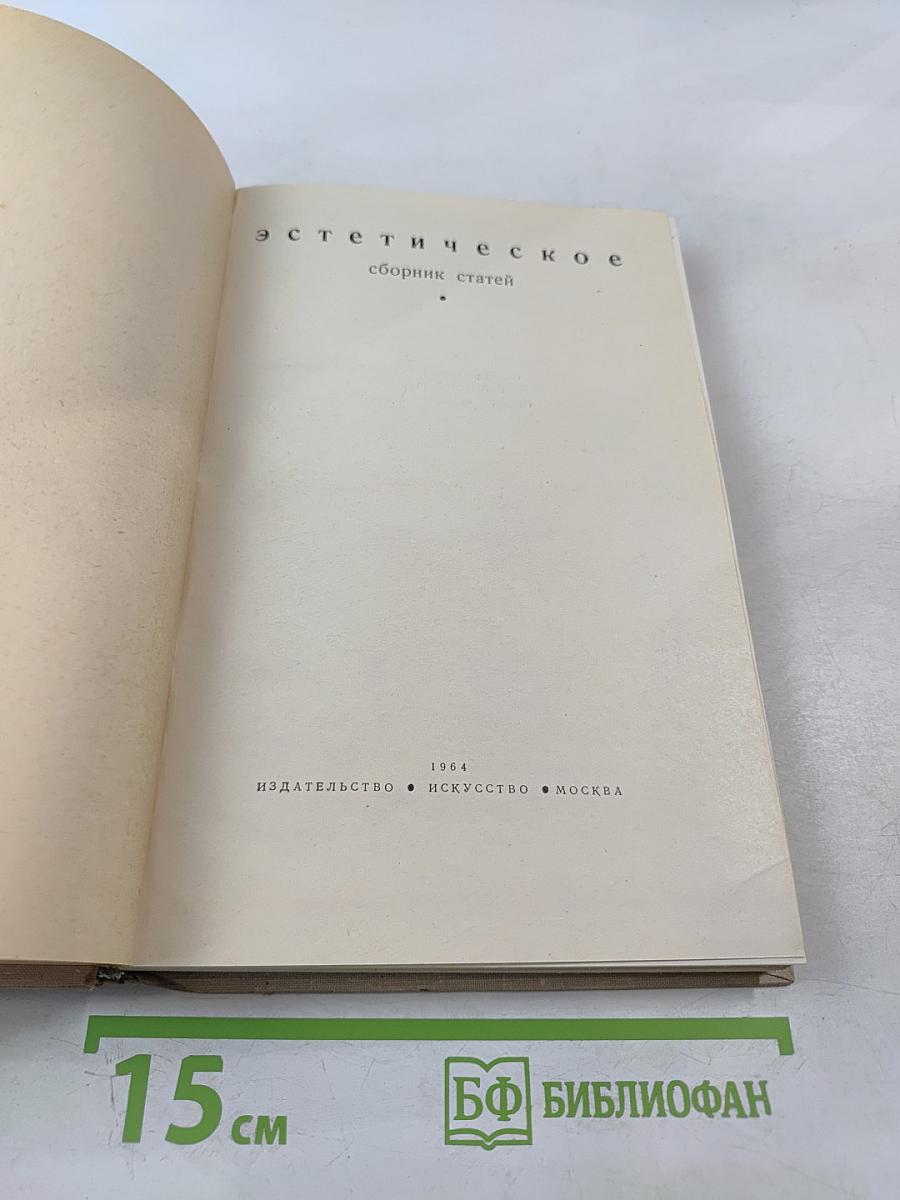 эстетическое
сборник статей
1964
ИЗДАТЕЛЬСТВО • ИСКУССТВО • МОСКВА
15 см
БФ БИБЛИОФАН